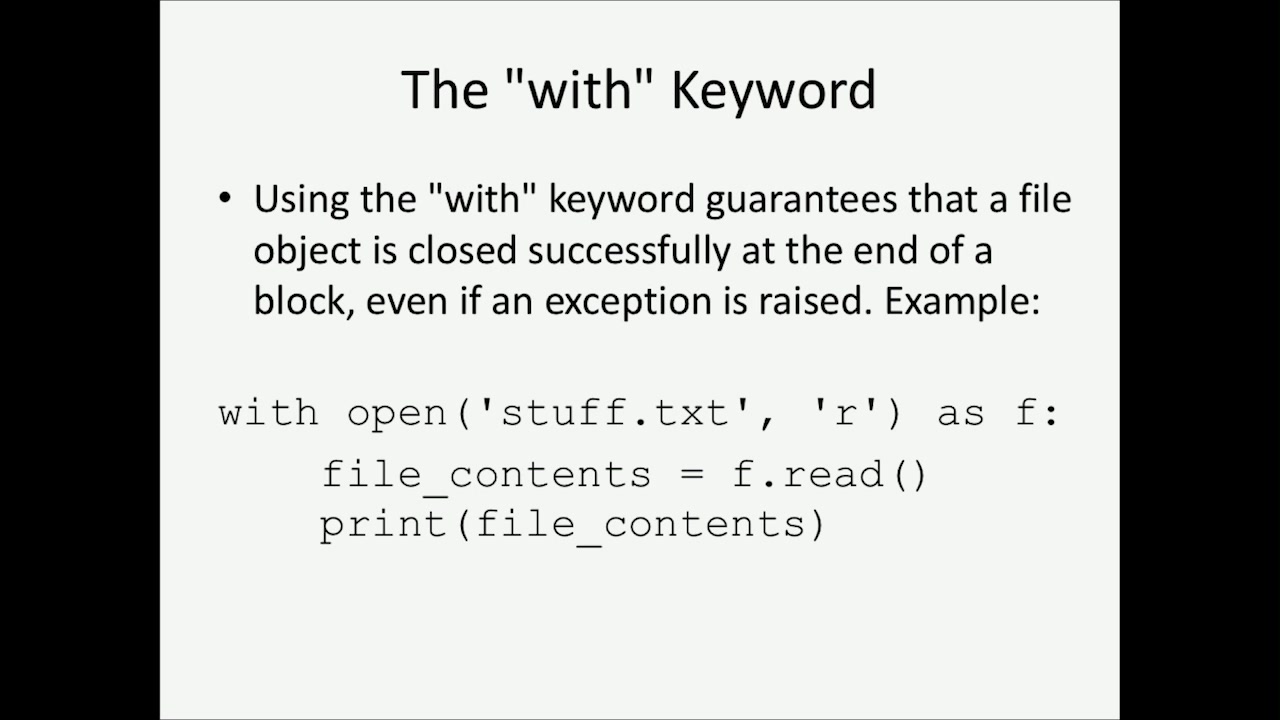 The "with" Keyword
• Using the "with" keyword guarantees that a file
object is closed successfully at the end of a
block, even if an exception is raised. Example:
with open('stuff.txt', 'r') as f:
    file_contents = f.read()
    print(file_contents)